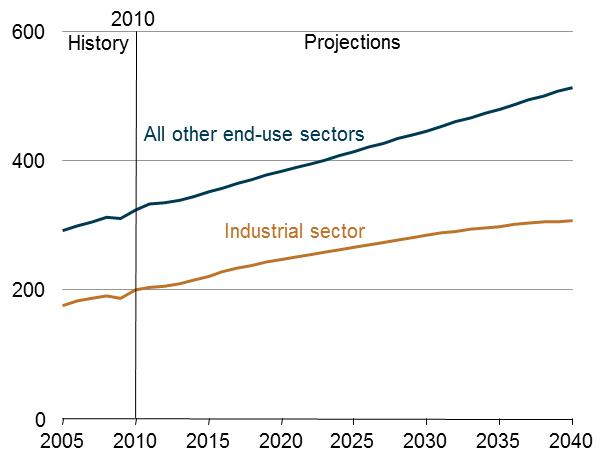 2010
600
History
Projections
All other end-use sectors
400
Industrial sector
200
0
2005 2010 2015 2020 2025 2030 2035 2040